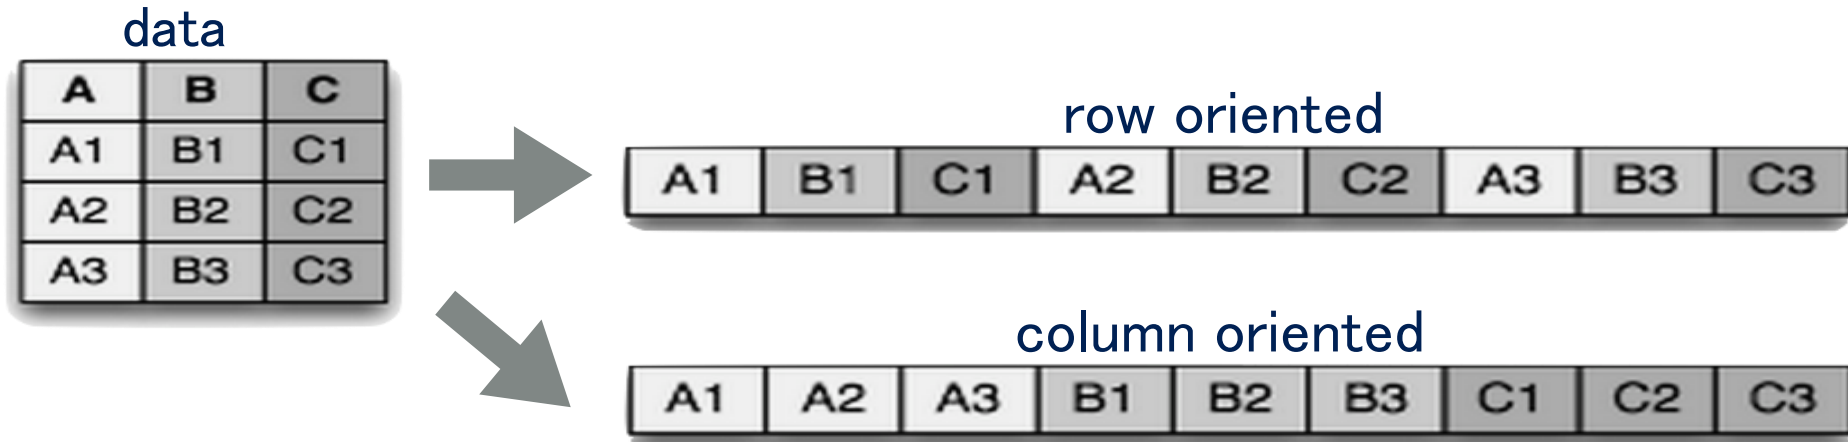 data
A B C
A1 B1 C1
A2 B2 C2
A3 B3 C3
row oriented
A1 B1 C1 A2 B2 C2 A3 B3 C3
column oriented
A1 A2 A3 B1 B2 B3 C1 C2 C3